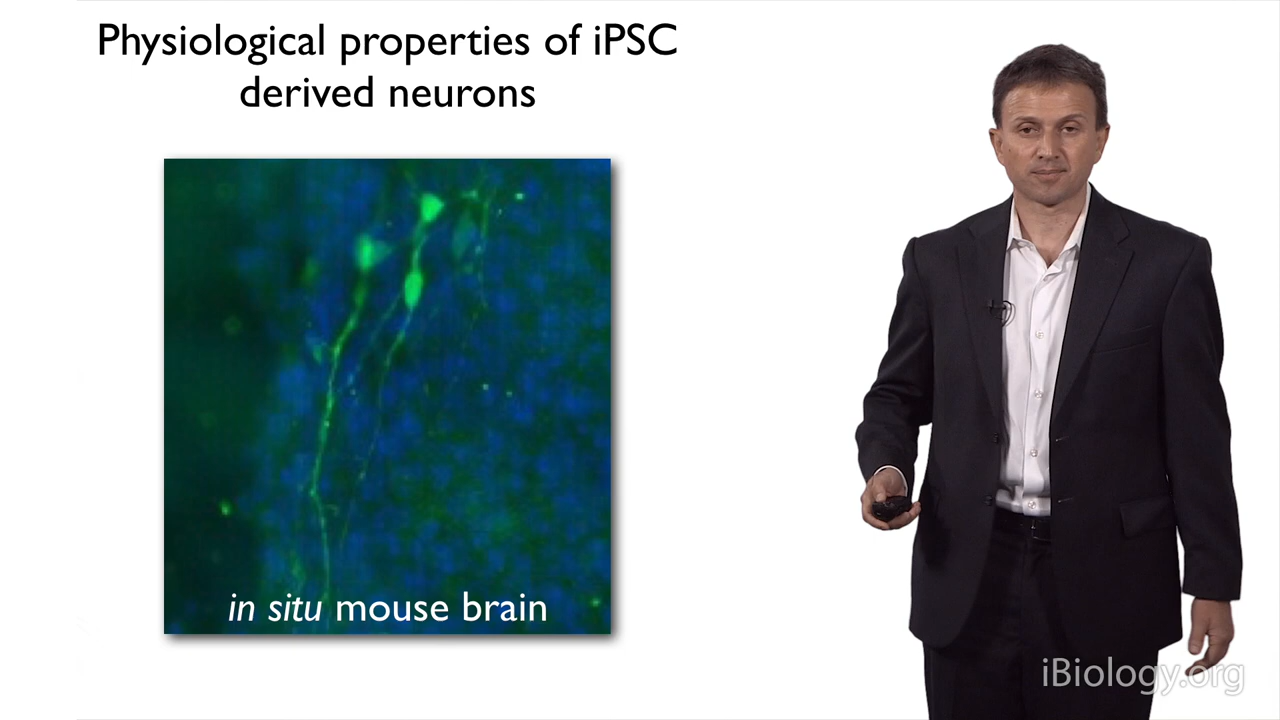 Physiological properties of iPSC
derived neurons
in situ mouse brain
iBiology.org